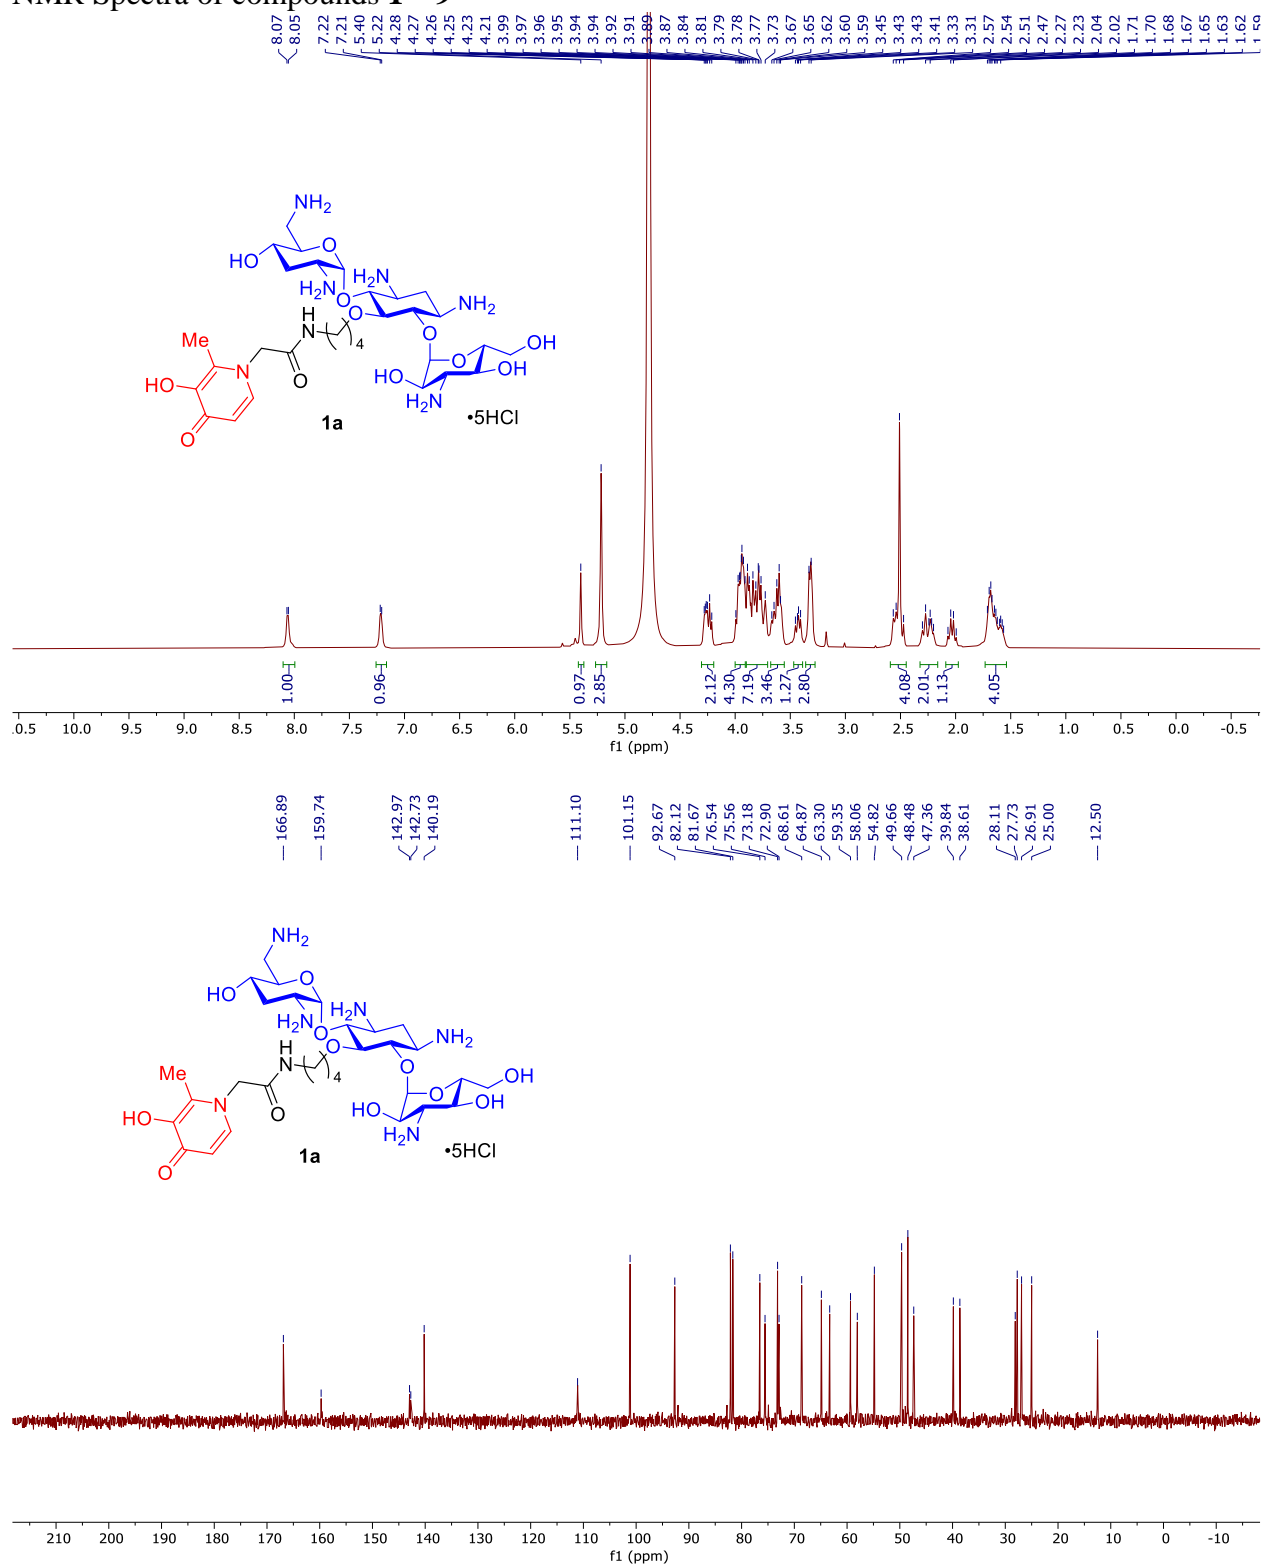 NMR Spectra of compounds 1 – 9
8.07 8.05 7.22 7.21 5.40 5.22 4.28 4.27 4.26 4.25 4.23 4.21 3.99 3.97 3.96 3.95 3.94 3.94 3.92 3.91 3.89 3.87 3.84 3.81 3.79 3.78 3.77 3.73 3.67 3.65 3.62 3.60 3.59 3.45 3.43 3.43 3.41 3.33 3.31 2.57 2.54 2.51 2.47 2.27 2.23 2.04 2.02 1.71 1.70 1.68 1.67 1.65 1.63 1.62 1.59
NH2
O
HO
H2N
H2N
NH2
O
O
H
N
4
O
Me
N
O
HO
O
O
OH
OH
HO
H2N
1a
•5HCl
1.00 0.96 0.97 2.85 2.12 4.30 7.19 3.46 1.27 2.80 4.08 2.01 1.13 4.05
.0.5 10.0 9.5 9.0 8.5 8.0 7.5 7.0 6.5 6.0 5.5 5.0 4.5 4.0 3.5 3.0 2.5 2.0 1.5 1.0 0.5 0.0 -0.5
f1 (ppm)
166.89 159.74 142.97 142.73 140.19 111.10 101.15 92.67 82.12 81.67 76.54 75.56 73.18 72.90 68.61 64.87 63.30 59.35 58.06 54.82 49.66 48.48 47.36 39.84 38.61 28.11 27.73 26.91 25.00 12.50
NH2
O
HO
H2N
H2N
NH2
O
O
H
N
4
O
Me
N
O
HO
O
O
OH
OH
HO
H2N
1a
•5HCl
210 200 190 180 170 160 150 140 130 120 110 100 90 80 70 60 50 40 30 20 10 0 -10
f1 (ppm)